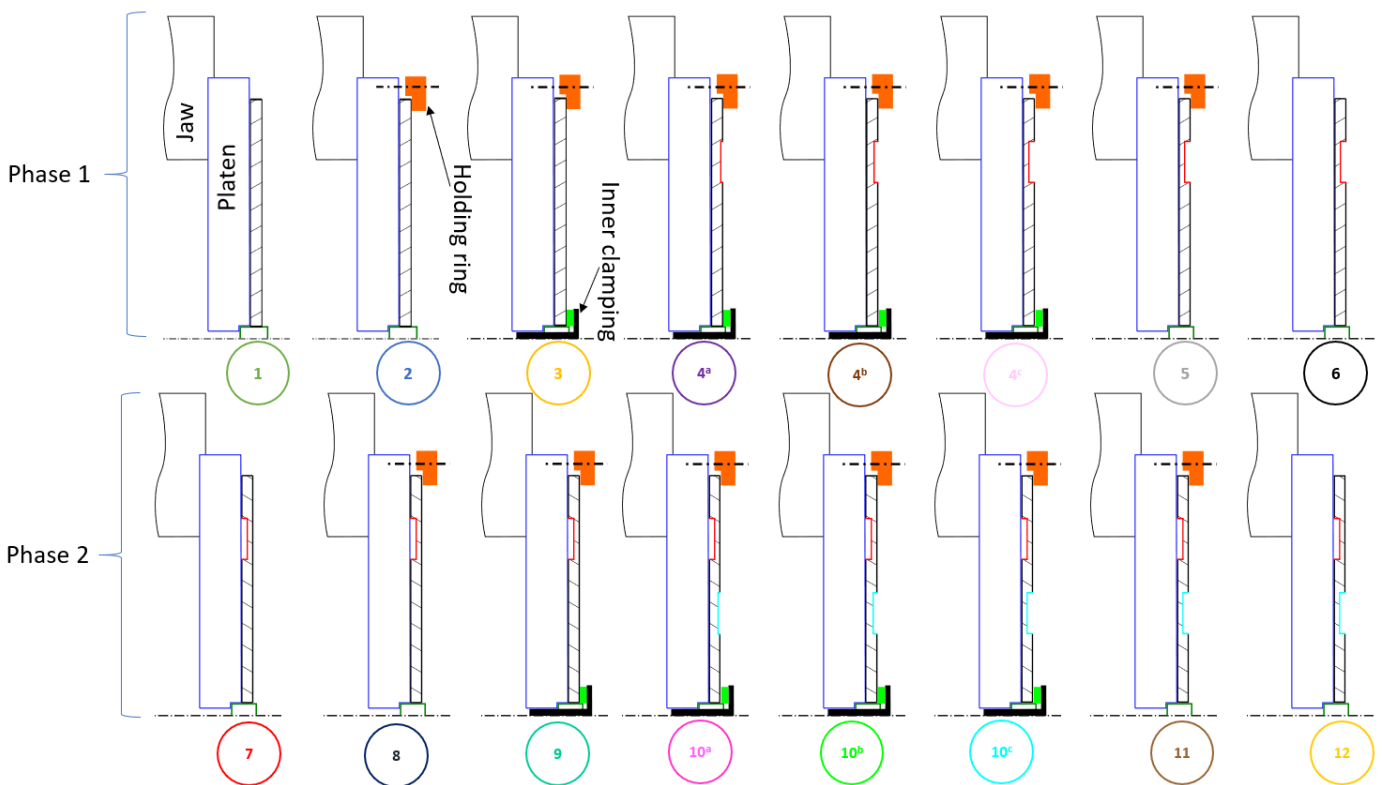 Phase 1
Jaw
Platen
Holding ring
Inner clamping
1
2
3
4ᵃ
4ᵇ
4ᶜ
5
6
Phase 2
7
8
9
10ᵃ
10ᵇ
10ᶜ
11
12